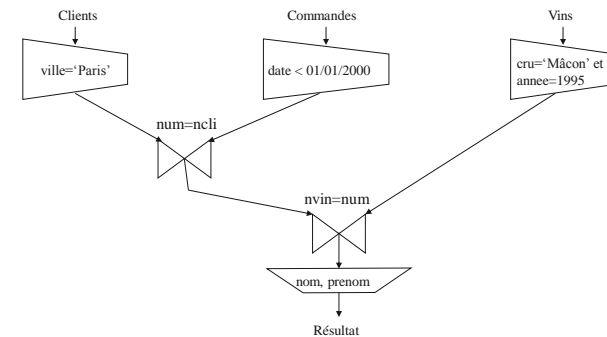 Clients
Commandes
Vins
ville=‘Paris’
date < 01/01/2000
cru=‘Mâcon’ et
annee=1995
num=ncli
nvin=num
nom, prenom
Résultat